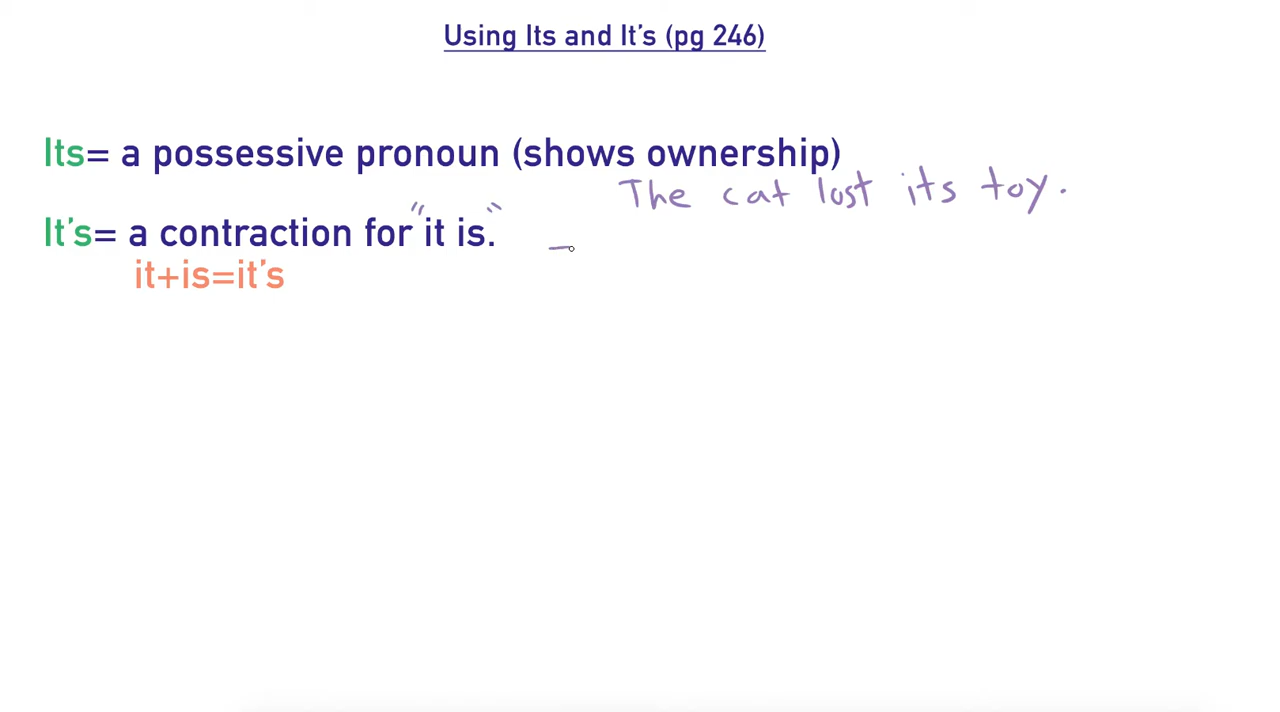 Using Its and It's (pg 246)
Its= a possessive pronoun (shows ownership)
The cat lost its toy.
It's= a contraction for "it is."
it+is=it's